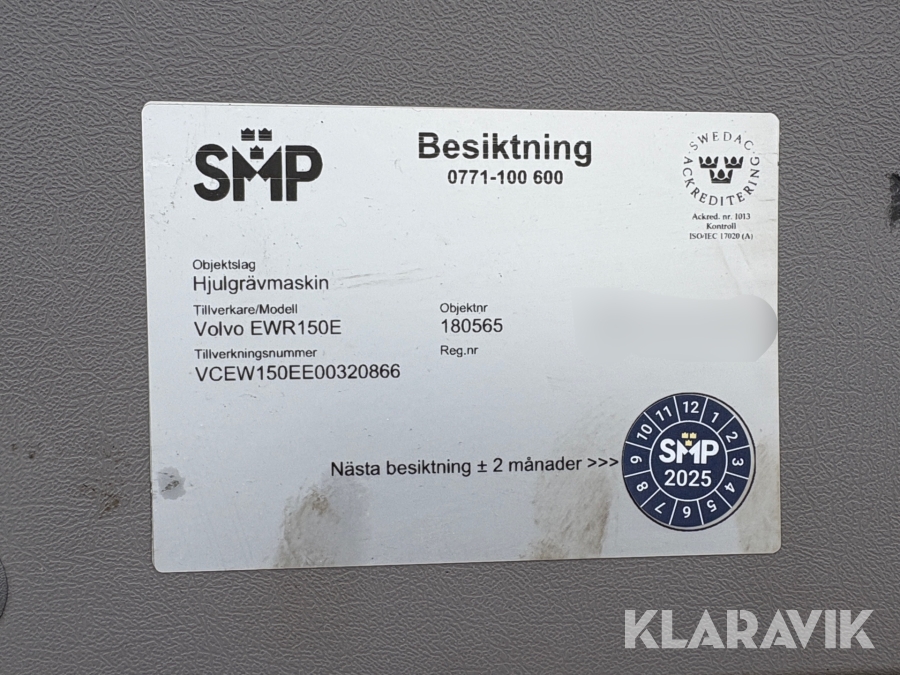 SMP
Besiktning
0771-100 600
SWEDAC ACKREDITERING
Ackred. nr. 1013
Kontroll
ISO/IEC 17020 (A)
Objektslag
Hjulgrävmaskin
Tillverkare/Modell
Volvo EWR150E
Objektnr
180565
Tillverkningsnummer
VCEW150EE00320866
Reg.nr
Nästa besiktning ± 2 månader >>>
1 2 3 4 5 6 7 8 9 10 11 12
SMP
2025
KLARAVIK